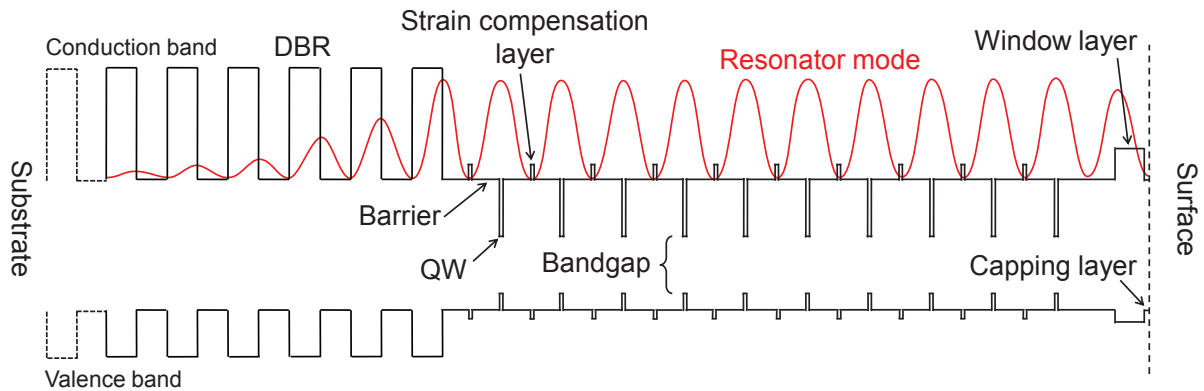 Conduction band
DBR
Strain compensation
layer
Resonator mode
Window layer
Substrate
Barrier
QW
Bandgap
Capping layer
Surface
Valence band